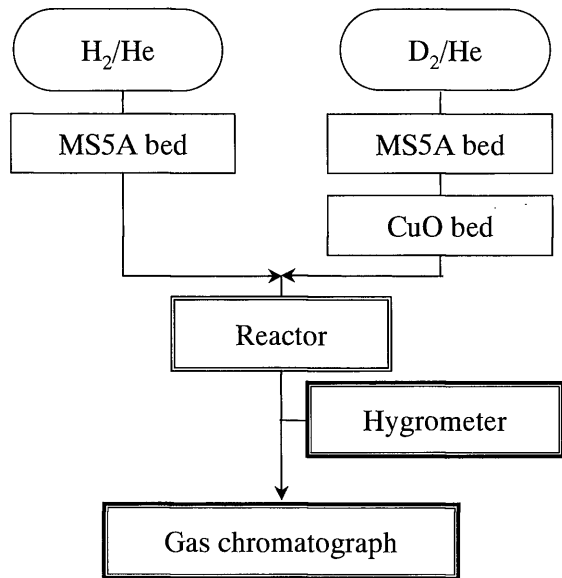 H₂/He
D₂/He
MS5A bed
MS5A bed
CuO bed
Reactor
Hygrometer
Gas chromatograph